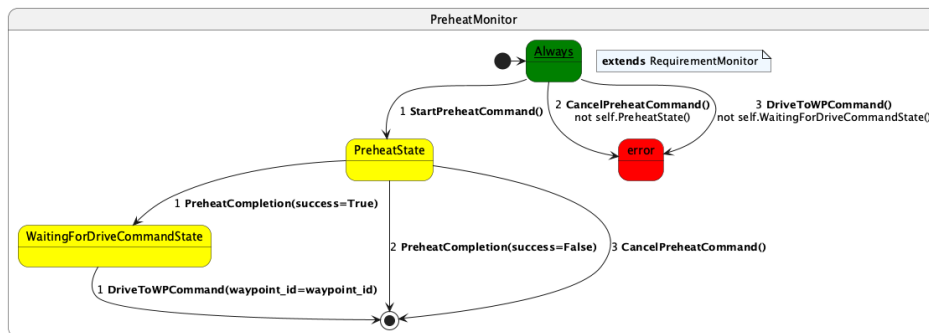 PreheatMonitor
Always
extends RequirementMonitor
1 StartPreheatCommand()
2 CancelPreheatCommand()
not self.PreheatState()
3 DriveToWPCommand()
not self.WaitingForDriveCommandState()
PreheatState
error
1 PreheatCompletion(success=True)
WaitingForDriveCommandState
2 PreheatCompletion(success=False)
3 CancelPreheatCommand()
1 DriveToWPCommand(waypoint_id=waypoint_id)